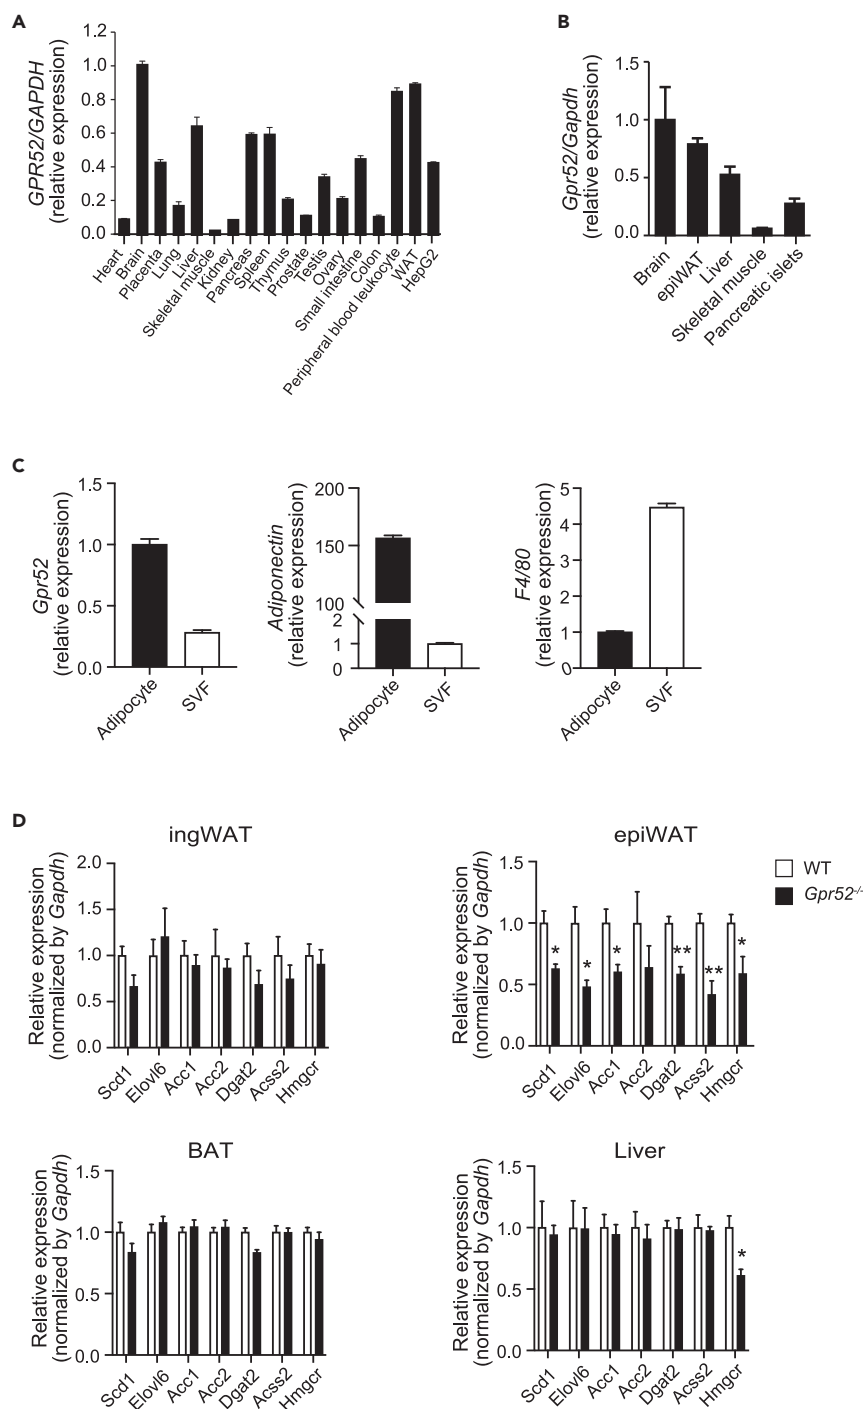 A
GPR52/GAPDH
(relative expression)
1.2
1.0
0.8
0.6
0.4
0.2
0.0
Heart
Brain
Placenta
Lung
Liver
Skeletal muscle
Kidney
Pancreas
Spleen
Thymus
Prostate
Testis
Ovary
Small intestine
Colon
Peripheral blood leukocyte
WAT
HepG2
B
Gpr52/Gapdh
(relative expression)
1.5
1.0
0.5
0.0
Brain
epiWAT
Liver
Skeletal muscle
Pancreatic islets
C
Gpr52
(relative expression)
1.5
1.0
0.5
0.0
Adipocyte
SVF
Adiponectin
(relative expression)
200
150
100
2
1
0
Adipocyte
SVF
F4/80
(relative expression)
5
4
3
2
1
0
Adipocyte
SVF
D
ingWAT
Relative expression
(normalized by Gapdh)
2.0
1.5
1.0
0.5
0.0
Scd1
Elovl6
Acc1
Acc2
Dgat2
Acss2
Hmgcr
epiWAT
Relative expression
(normalized by Gapdh)
1.5
1.0
0.5
0.0
*
*
*
**
**
*
Scd1
Elovl6
Acc1
Acc2
Dgat2
Acss2
Hmgcr
WT
Gpr52-/-
BAT
Relative expression
(normalized by Gapdh)
1.5
1.0
0.5
0.0
Scd1
Elovl6
Acc1
Acc2
Dgat2
Acss2
Hmgcr
Liver
Relative expression
(normalized by Gapdh)
1.5
1.0
0.5
0.0
*
Scd1
Elovl6
Acc1
Acc2
Dgat2
Acss2
Hmgcr